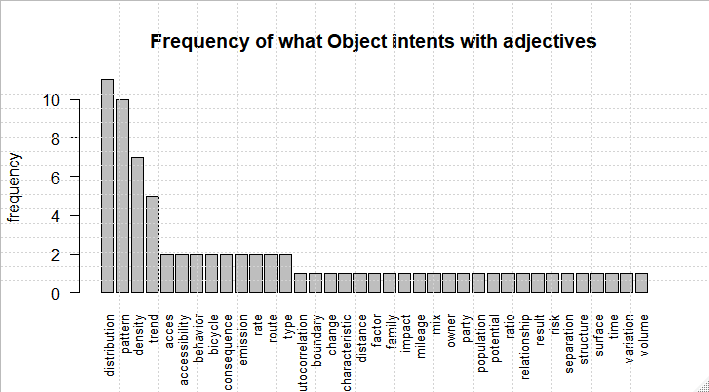 Frequency of what Object intents with adjectives
frequency
10
8
6
4
2
0
distribution
pattern
density
trend
acces
accessibility
behavior
bicycle
consequence
emission
rate
route
type
utocorrelation
boundary
change
characteristic
distance
factor
family
impact
mileage
mix
owner
party
population
potential
ratio
relationship
result
risk
separation
structure
surface
time
variation
volume